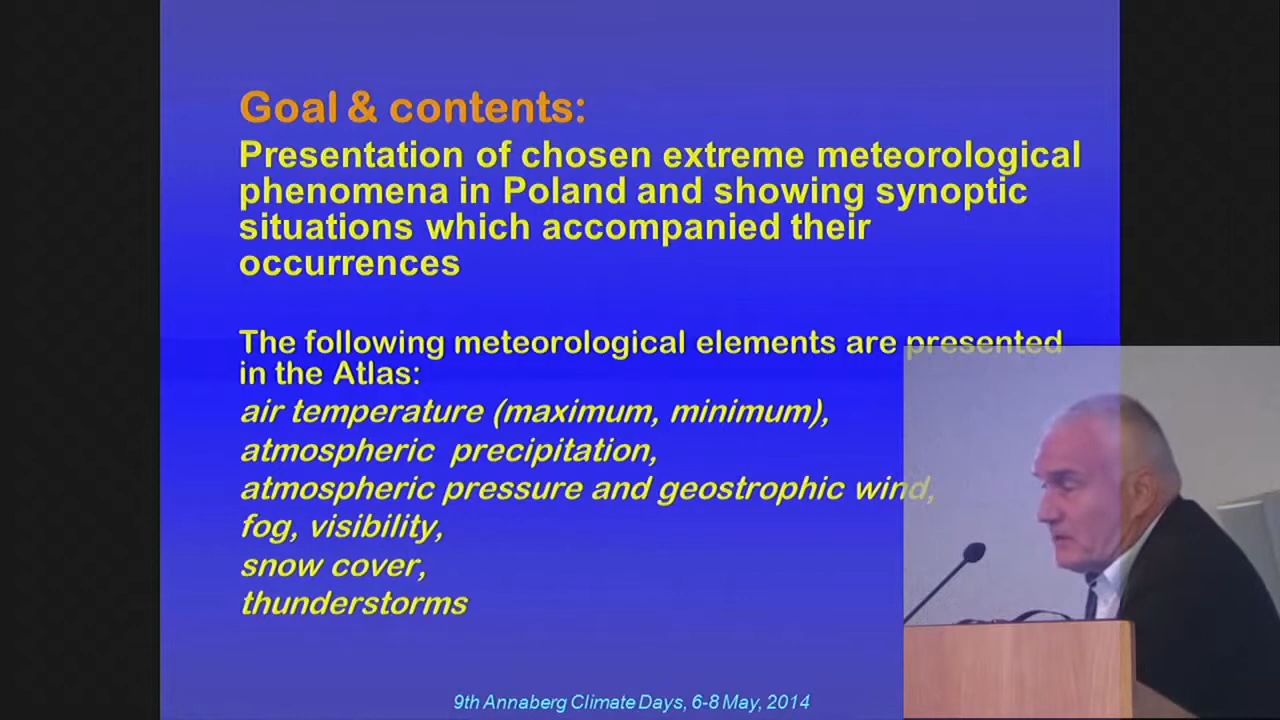 Goal & contents:
Presentation of chosen extreme meteorological
phenomena in Poland and showing synoptic
situations which accompanied their
occurrences
The following meteorological elements are presented
in the Atlas:
air temperature (maximum, minimum),
atmospheric precipitation,
atmospheric pressure and geostrophic wind,
fog, visibility,
snow cover,
thunderstorms
9th Annaberg Climate Days, 6-8 May, 2014